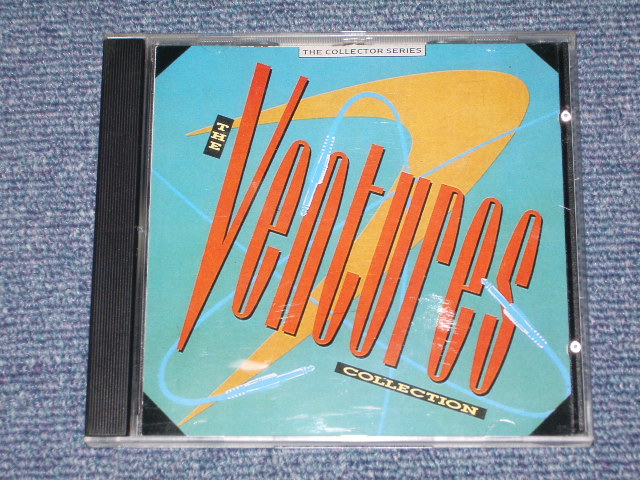 THE COLLECTOR SERIES
THE
Ventures
COLLECTION